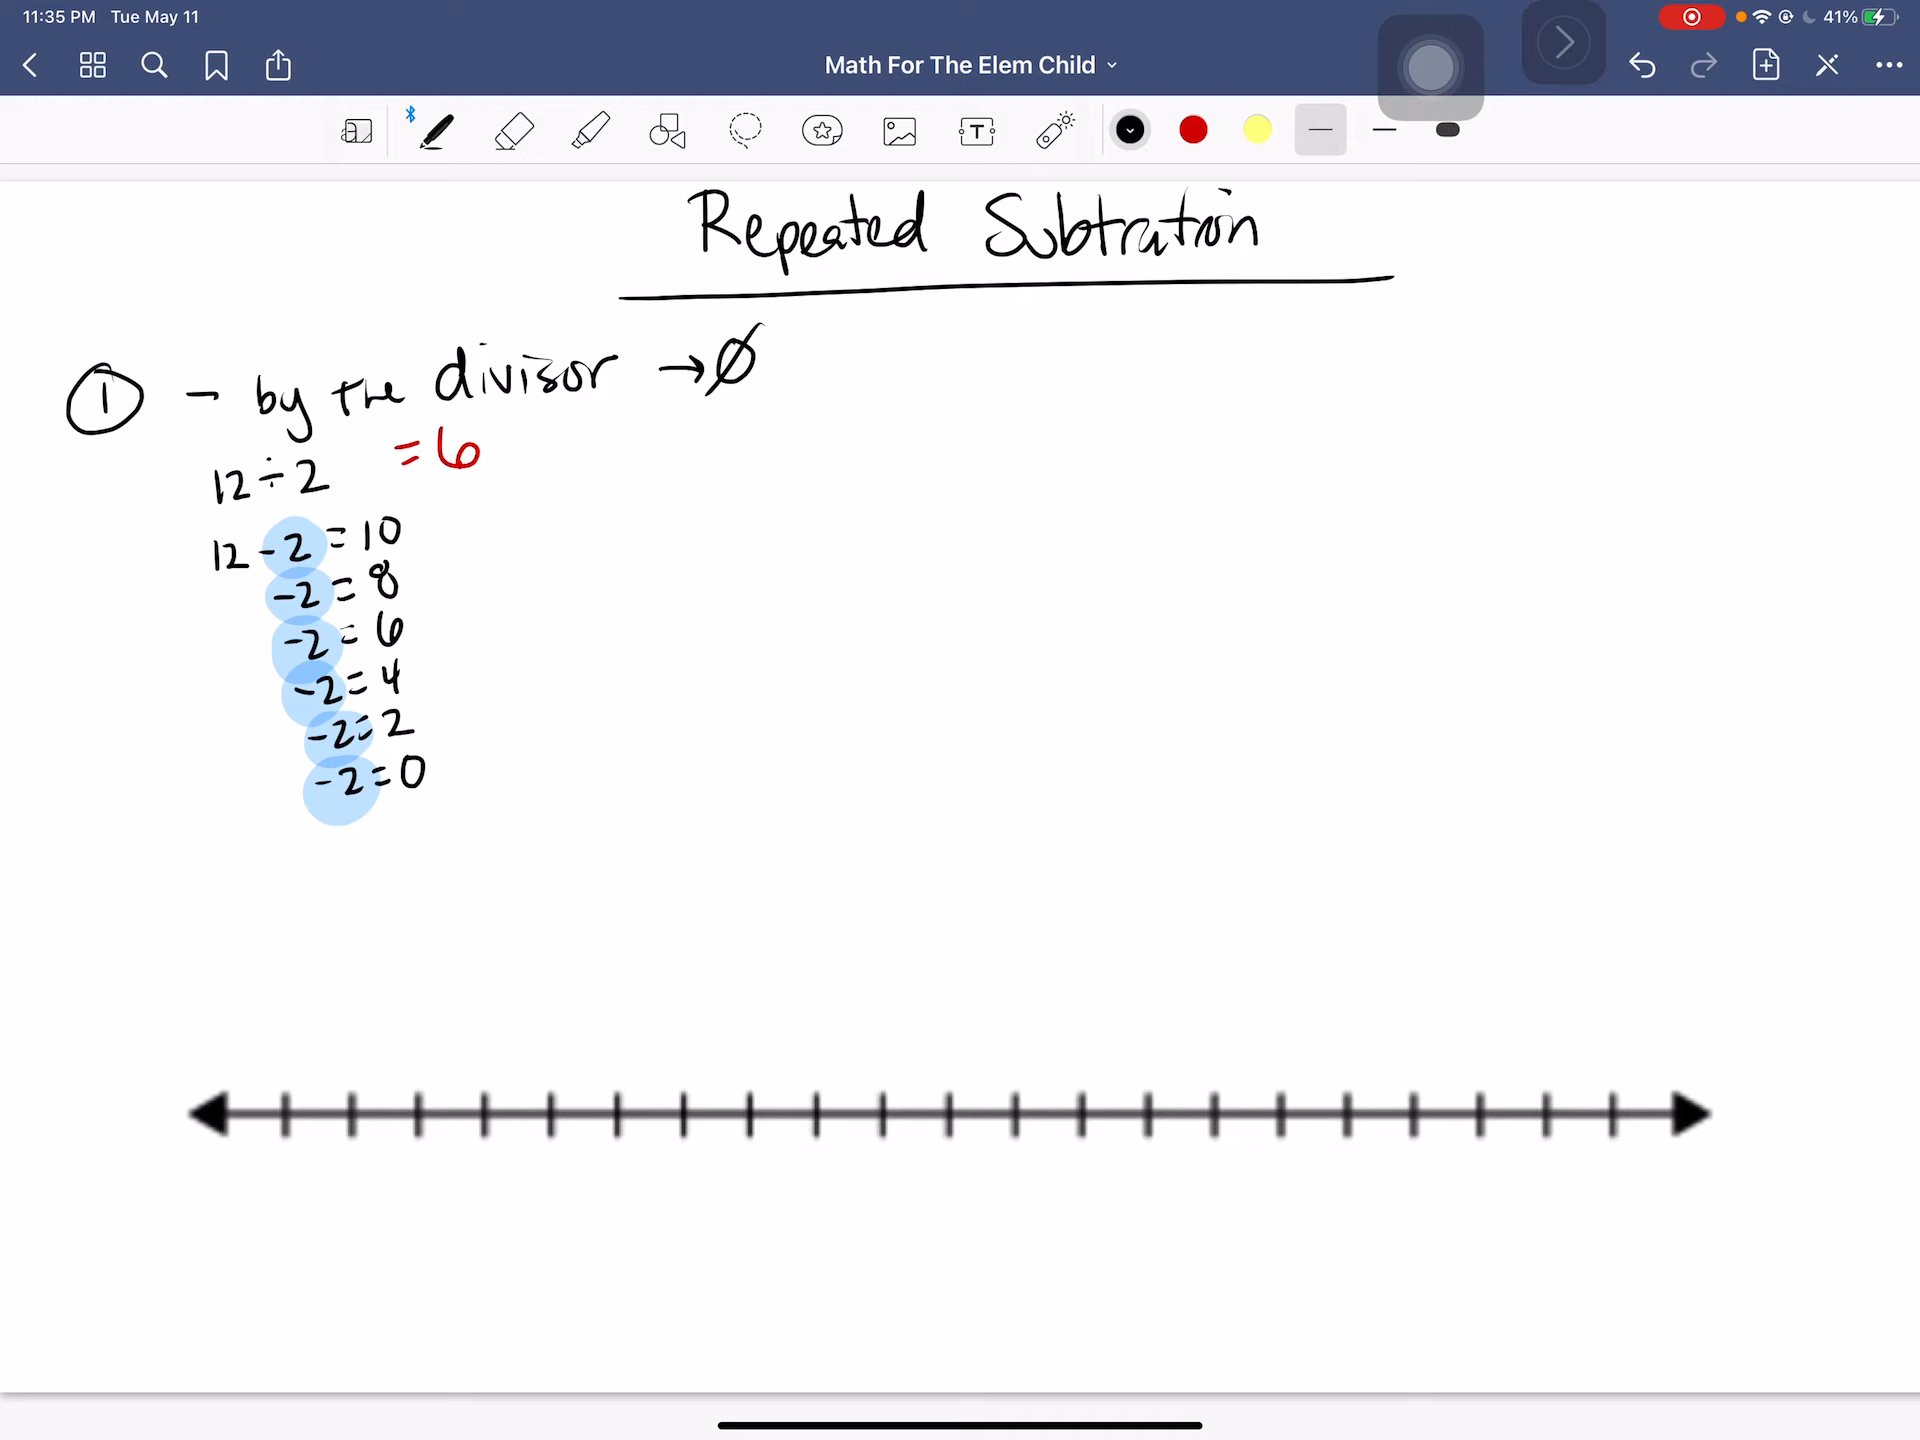 11:35 PM Tue May 11
41%
Math For The Elem Child
Repeated Subtration
① - by the divisor → Ø
12 ÷ 2 = 6
12 - 2 = 10
- 2 = 8
- 2 = 6
- 2 = 4
- 2 = 2
- 2 = 0